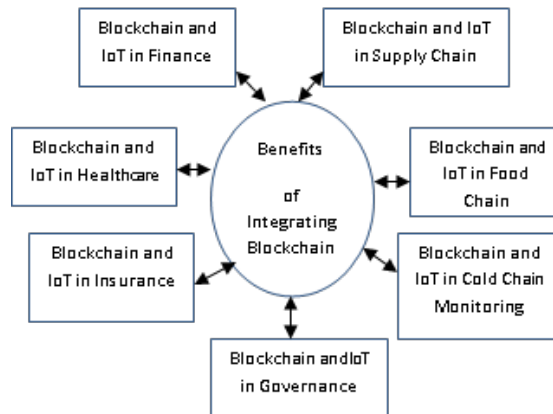 Blockchain and
IoT in Finance
Blockchain and IoT
in Supply Chain
Blockchain and
IoT in Healthcare
Benefits
of
Integrating
Blockchain
Blockchain and
IoT in Food
Chain
Blockchain and
IoT in Insurance
Blockchain and
IoT in Cold Chain
Monitoring
Blockchain andIoT
in Governance